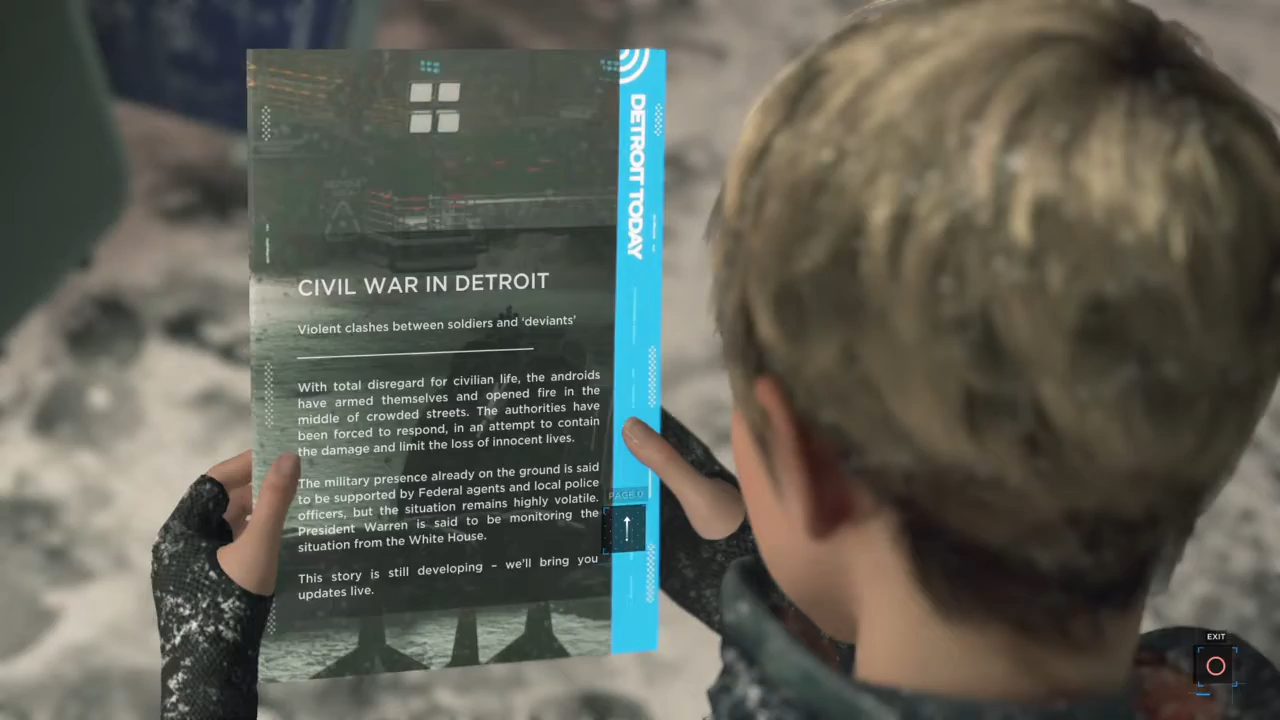 DETROIT TODAY
CIVIL WAR IN DETROIT
Violent clashes between soldiers and ‘deviants’
With total disregard for civilian life, the androids
have armed themselves and opened fire in the
middle of crowded streets. The authorities have
been forced to respond, in an attempt to contain
the damage and limit the loss of innocent lives.
The military presence already on the ground is said
to be supported by Federal agents and local police
officers, but the situation remains highly volatile.
President Warren is said to be monitoring the
situation from the White House.
This story is still developing – we’ll bring you
updates live.
PAGE
EXIT